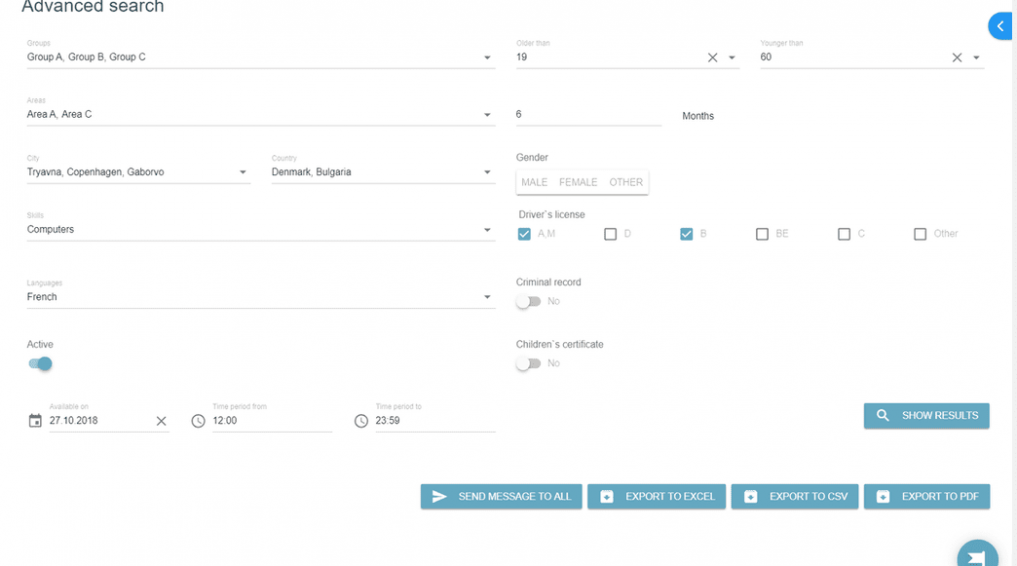 Advanced search
Groups
Group A, Group B, Group C
Older than
19
Younger than
60
Areas
Area A, Area C
6
Months
City
Tryavna, Copenhagen, Gaborvo
Country
Denmark, Bulgaria
Gender
MALE FEMALE OTHER
Skills
Computers
Driver`s license
A,M D B BE C Other
Languages
French
Criminal record
No
Active
Children`s certificate
No
Available on
27.10.2018
Time period from
12:00
Time period to
23:59
SHOW RESULTS
SEND MESSAGE TO ALL
EXPORT TO EXCEL
EXPORT TO CSV
EXPORT TO PDF